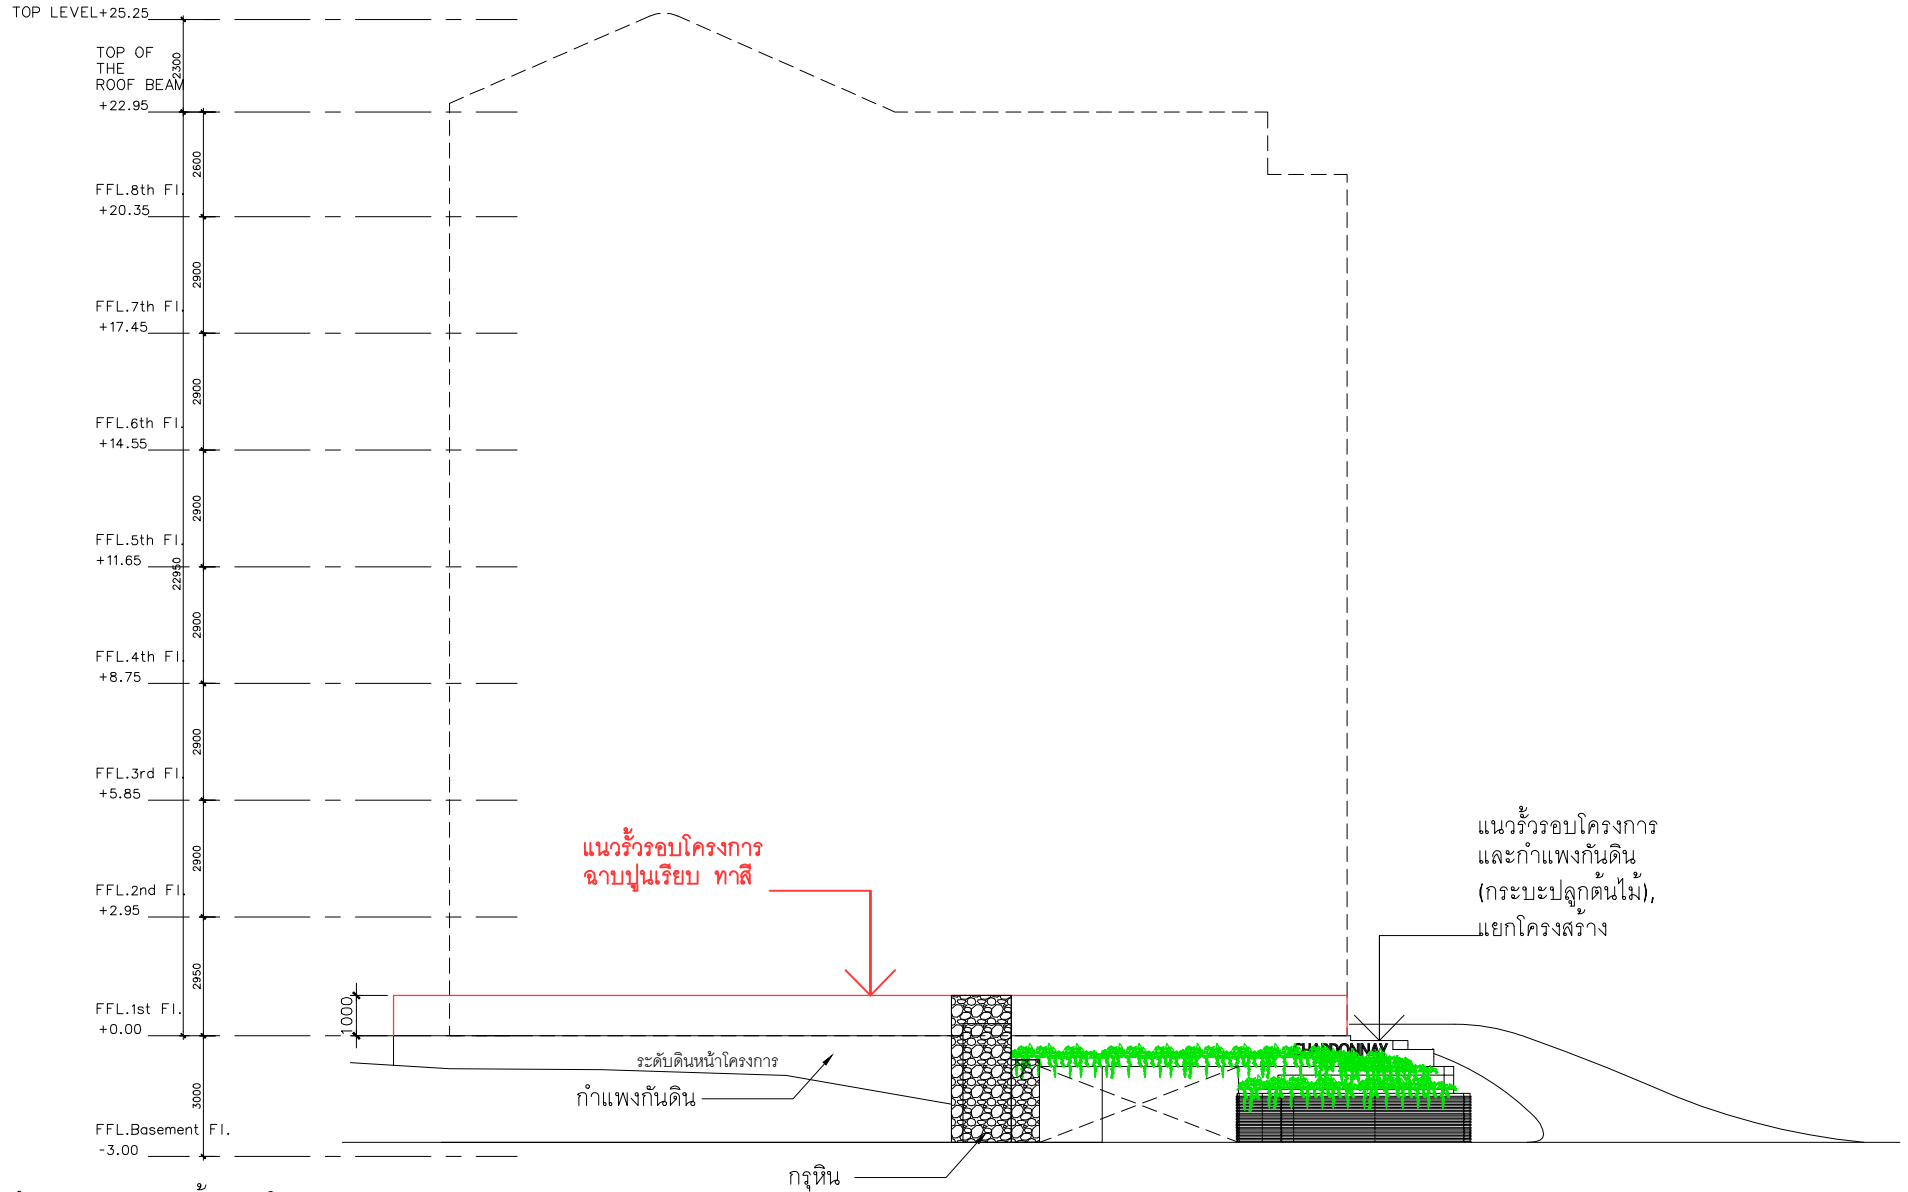 TOP LEVEL+25.25
TOP OF
THE
ROOF BEAM
+22.95
2300
2600
FFL.8th Fl.
+20.35
2900
FFL.7th Fl.
+17.45
2900
FFL.6th Fl.
+14.55
2900
FFL.5th Fl.
+11.65
22950
2900
FFL.4th Fl.
+8.75
2900
FFL.3rd Fl.
+5.85
2900
FFL.2nd Fl.
+2.95
2950
FFL.1st Fl.
+0.00
1000
3000
FFL.Basement Fl.
-3.00
แนวรั้วรอบโครงการ
ฉาบปูนเรียบ ทาสี
แนวรั้วรอบโครงการ
และกำแพงกันดิน
(กระบะปลูกต้นไม้),
แยกโครงสร้าง
CHARDONNAY
ระดับดินหน้าโครงการ
กำแพงกันดิน
กรุหิน